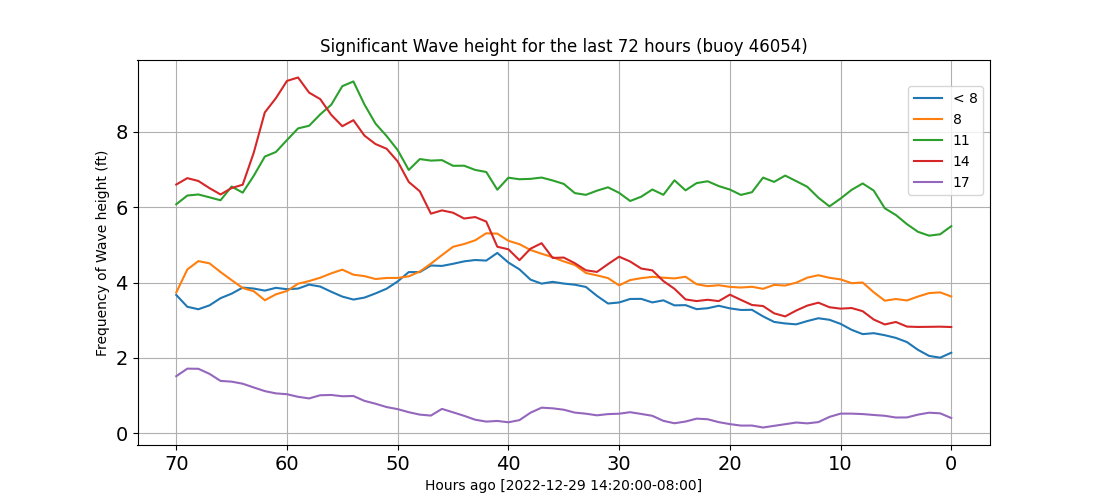 Significant Wave height for the last 72 hours (buoy 46054)
Frequency of Wave height (ft)
8
6
4
2
0
< 8
8
11
14
17
70 60 50 40 30 20 10 0
Hours ago [2022-12-29 14:20:00-08:00]